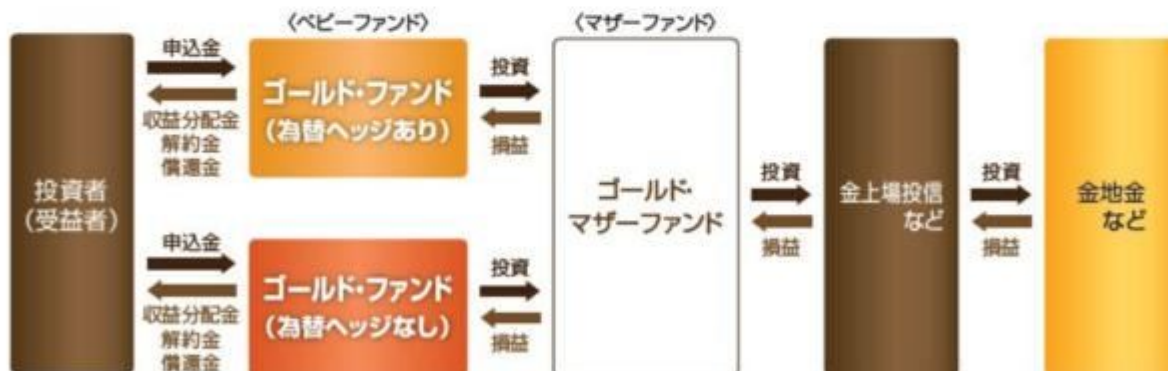 〈ベビーファンド〉
〈マザーファンド〉
投資者
(受益者)
申込金
収益分配金
解約金
償還金
ゴールド・ファンド
(為替ヘッジあり)
投資
損益
申込金
収益分配金
解約金
償還金
ゴールド・ファンド
(為替ヘッジなし)
投資
損益
ゴールド・
マザーファンド
投資
損益
金上場投信
など
投資
損益
金地金
など